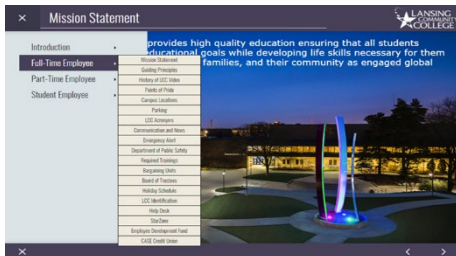 × Mission Statement
LANSING
COMMUNITY
COLLEGE
provides high quality education ensuring that all students
educational goals while developing life skills necessary for them
families, and their community as engaged global
Introduction
Full-Time Employee
Part-Time Employee
Student Employee
Mission Statement
Guiding Principles
History of LCC Video
Points of Pride
Campus Locations
Parking
LCC Acronyms
Communication and News
Emergency Alert
Department of Public Safety
Required Trainings
Bargaining Units
Board of Trustees
Holiday Schedule
LCC Identification
Help Desk
StarZone
Employee Development Fund
CASE Credit Union